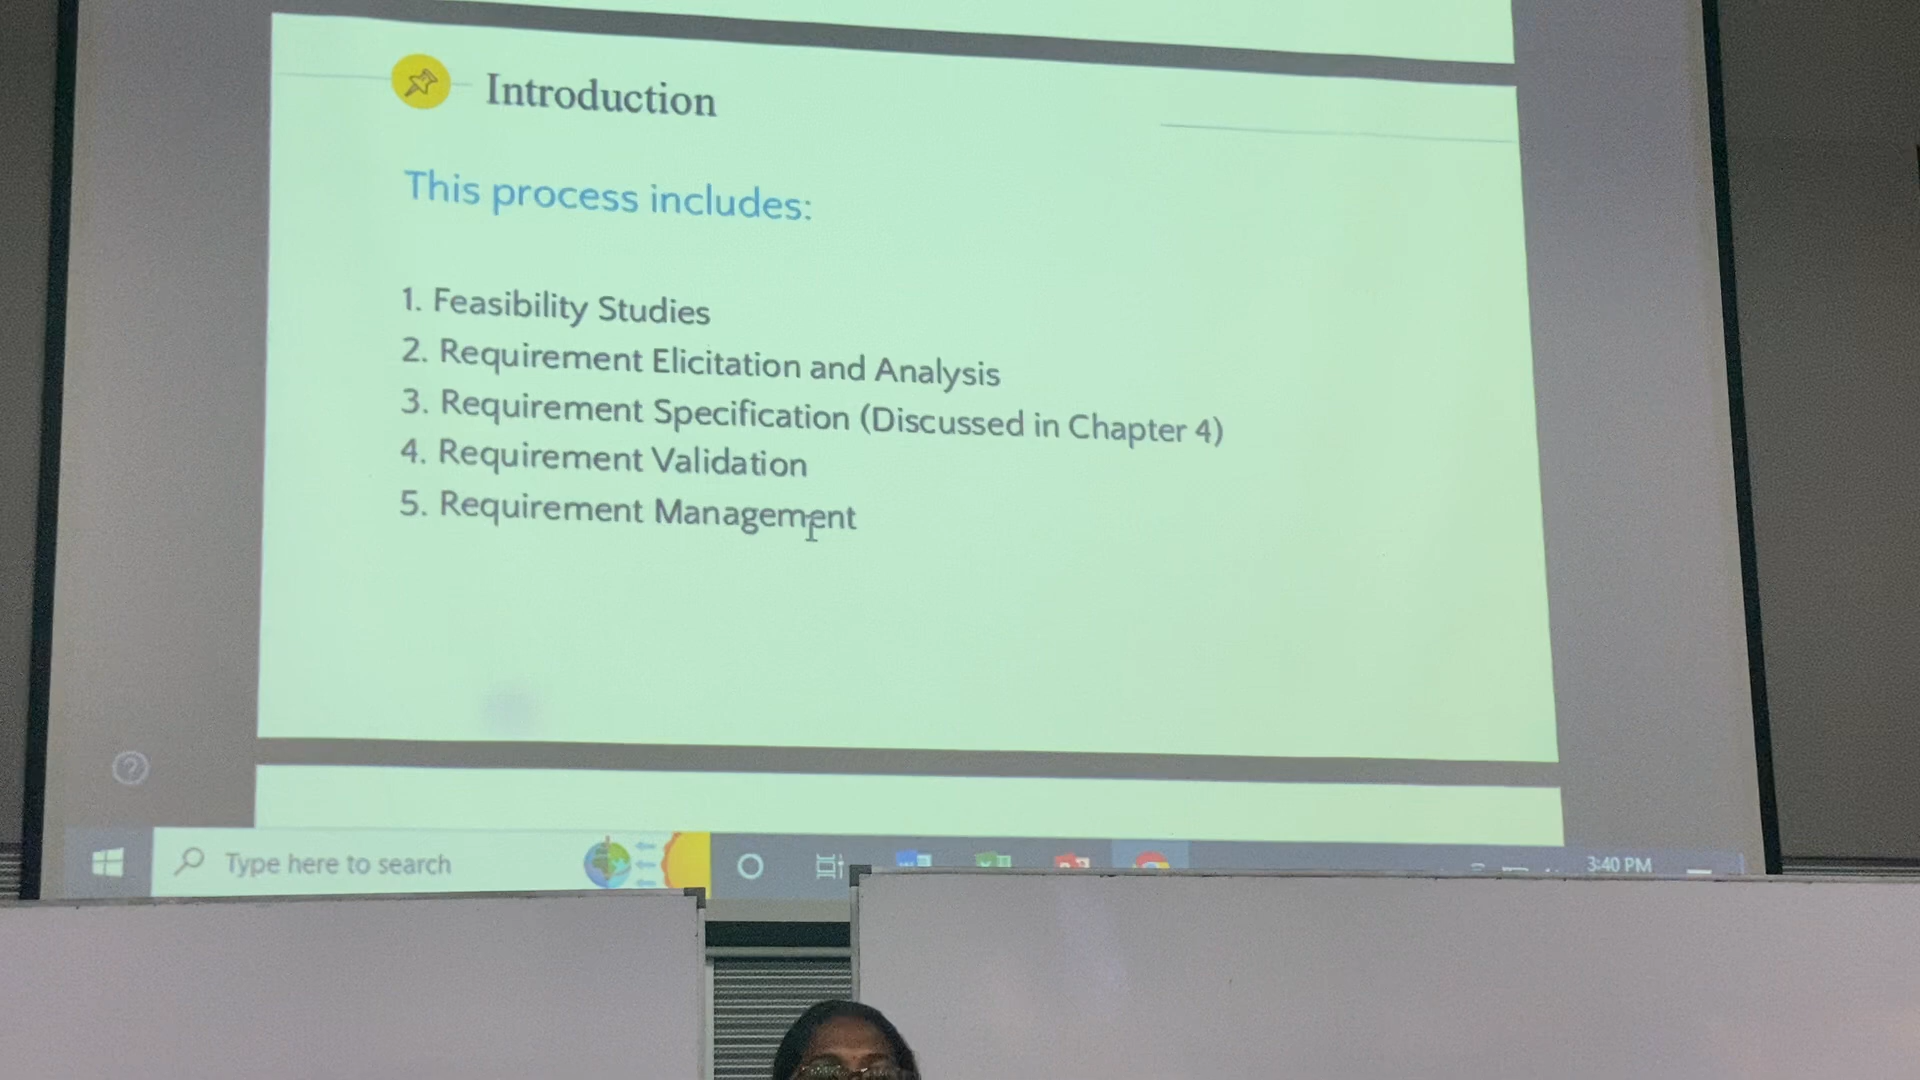 Introduction
This process includes:
1. Feasibility Studies
2. Requirement Elicitation and Analysis
3. Requirement Specification (Discussed in Chapter 4)
4. Requirement Validation
5. Requirement Management
Type here to search
3:40 PM